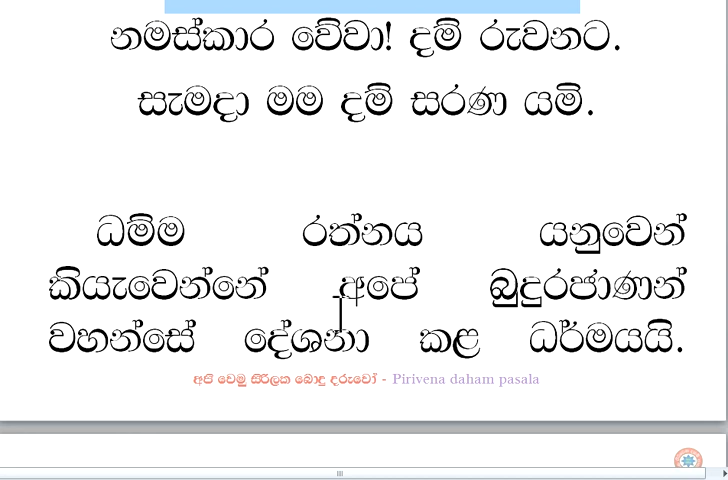 නමස්කාර වේවා! දම් රුවනට.
සැමදා මම දම් සරණ යමි.
ධම්ම රත්නය යනුවෙන්
කියැවෙන්නේ අපේ බුදුරජාණන්
වහන්සේ දේශනා කළ ධර්මයයි.
අපි වෙමු සිරිලක බොදු දරුවෝ - Pirivena daham pasala